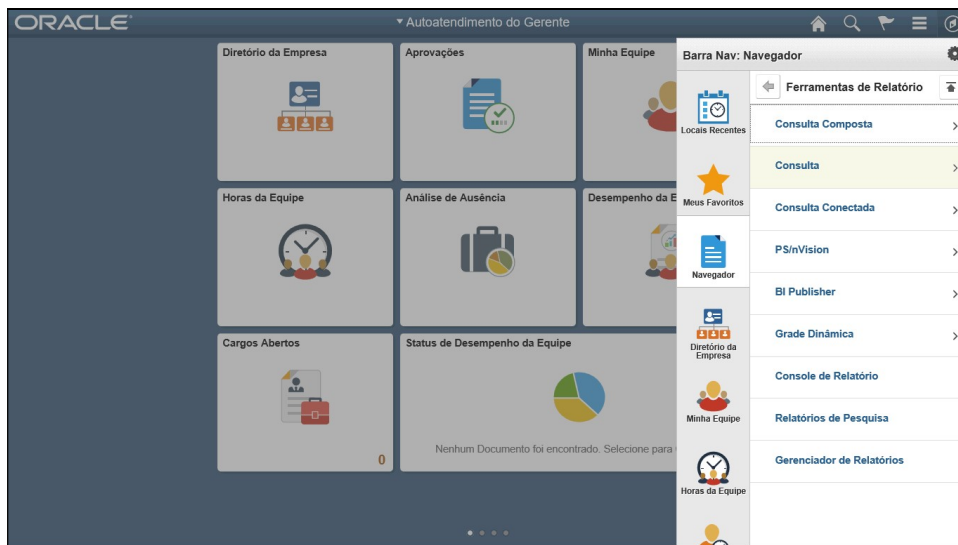 ORACLE
Autoatendimento do Gerente
Diretório da Empresa
Aprovações
Minha Equipe
Horas da Equipe
Análise de Ausência
Desempenho da E
Cargos Abertos
0
Status de Desempenho da Equipe
Nenhum Documento foi encontrado. Selecione para
Barra Nav: Navegador
Locais Recentes
Meus Favoritos
Navegador
Diretório da
Empresa
Minha Equipe
Horas da Equipe
Ferramentas de Relatório
Consulta Composta
Consulta
Consulta Conectada
PS/nVision
BI Publisher
Grade Dinâmica
Console de Relatório
Relatórios de Pesquisa
Gerenciador de Relatórios